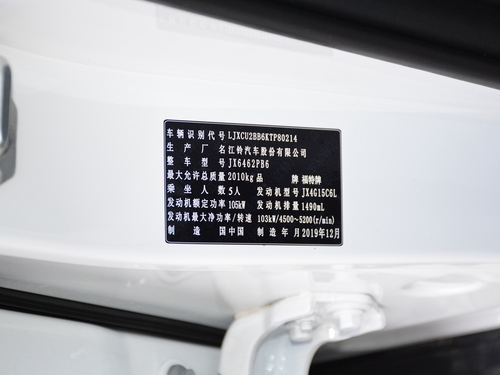 车辆识别代号 LJXCU2BB6KTP80214
生产厂名 江铃汽车股份有限公司
整车型号 JX6462PB6
最大允许总质量 2010kg 品牌 福特牌
乘坐人数 5人 发动机型号 JX4G15C6L
发动机额定功率 105kW 发动机排量 1490mL
发动机最大净功率/转速 103kW/4500~5200(r/min)
制造国 中国 制造年月 2019年12月